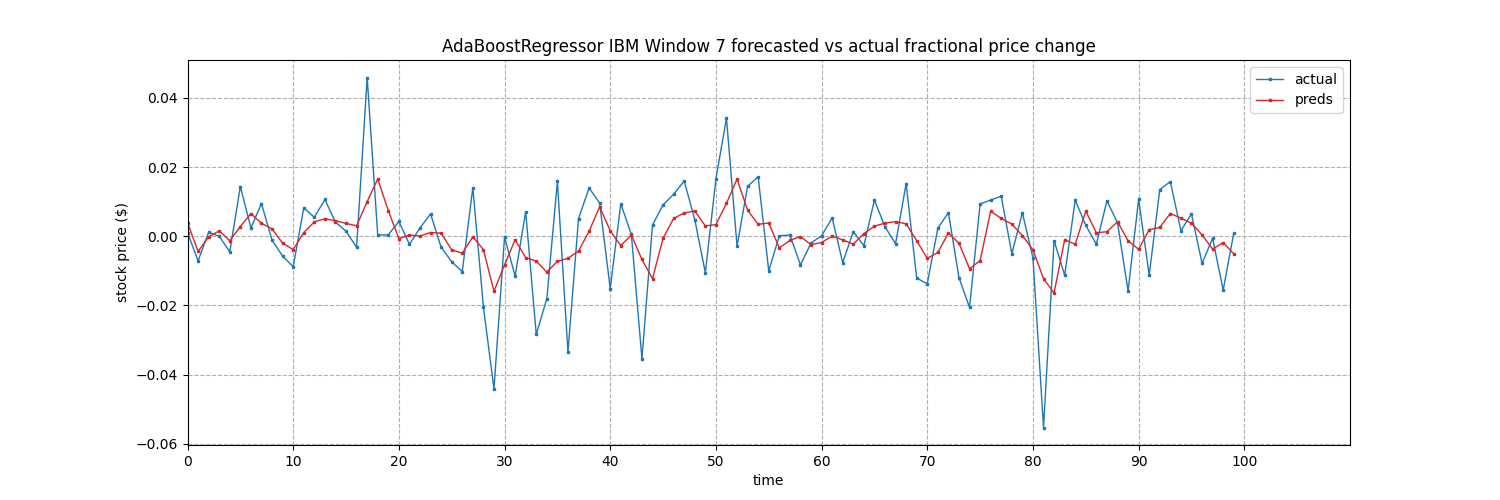 AdaBoostRegressor IBM Window 7 forecasted vs actual fractional price change
actual
preds
stock price ($)
0.04
0.02
0.00
−0.02
−0.04
−0.06
0 10 20 30 40 50 60 70 80 90 100
time